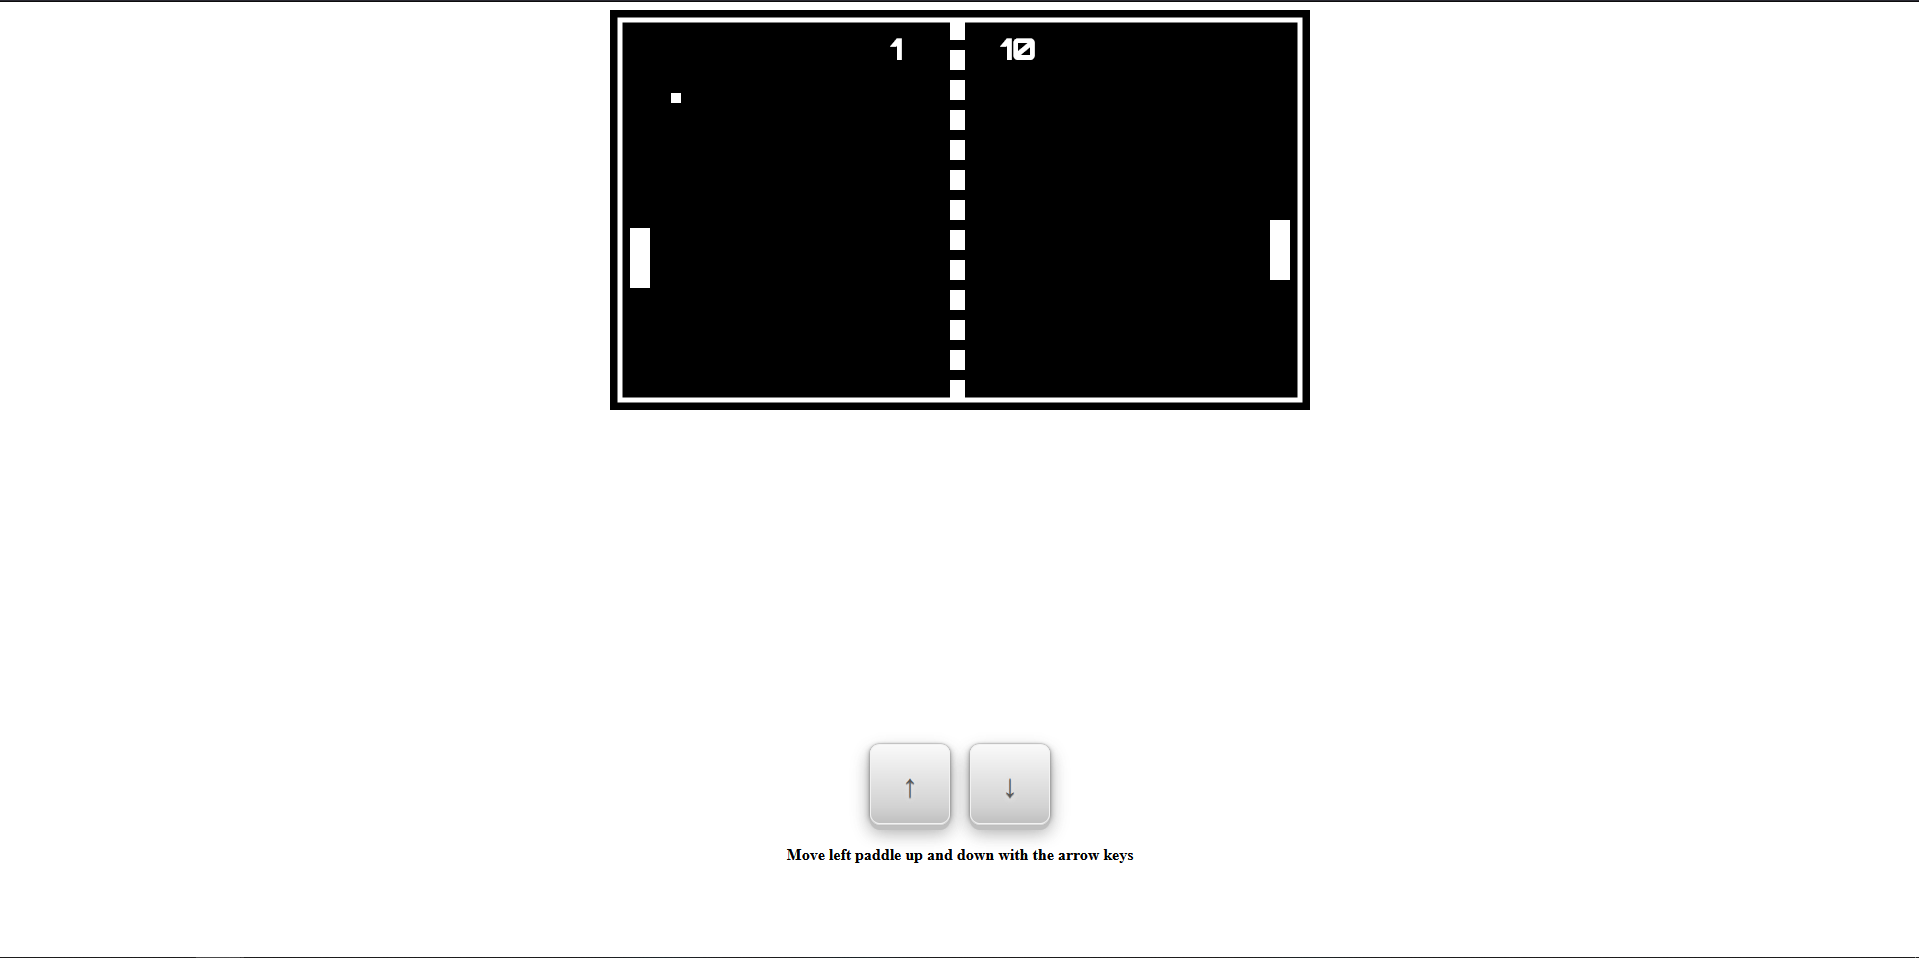 1 10
↑ ↓
Move left paddle up and down with the arrow keys